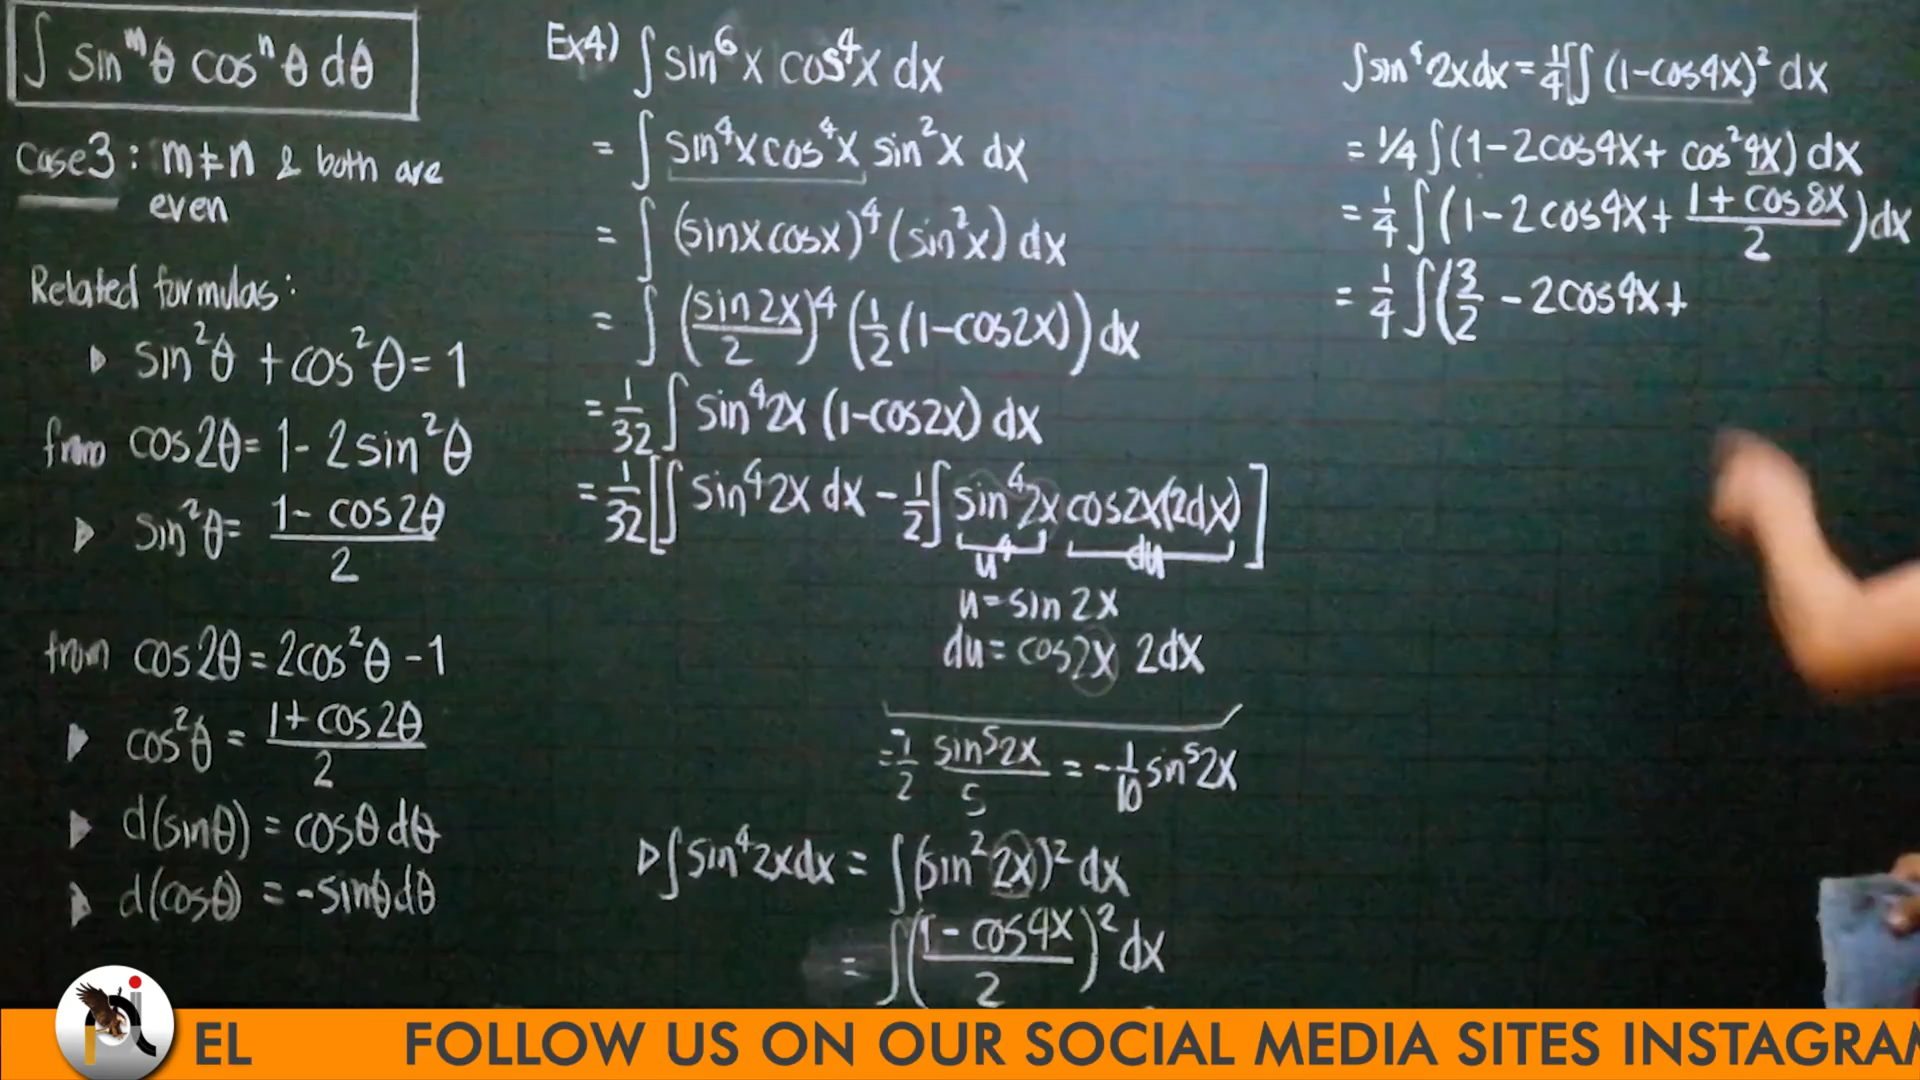 ∫ sin^m θ cos^n θ dθ
case3: m≠n & both are
even
Related formulas:
▷ sin²θ + cos²θ = 1
from cos2θ = 1 - 2sin²θ
▷ sin²θ = (1 - cos2θ)/2
from cos2θ = 2cos²θ - 1
▷ cos²θ = (1 + cos2θ)/2
▷ d(sinθ) = cosθ dθ
▷ d(cosθ) = -sinθ dθ
Ex4) ∫ sin⁶x cos⁴x dx
= ∫ sin⁴x cos⁴x sin²x dx
= ∫ (sinx cosx)⁴ (sin²x) dx
= ∫ (sin2x/2)⁴ (1/2 (1-cos2x)) dx
= 1/32 ∫ sin⁴2x (1-cos2x) dx
= 1/32 [∫ sin⁴2x dx - 1/2 ∫ sin⁴2x cos2x(2dx)]
u⁴ du
u = sin 2x
du = cos2x 2dx
= -1/2 sin⁵2x/5 = -1/10 sin⁵2x
▷ ∫ sin⁴2x dx = ∫ (sin²2x)² dx
= ∫ ((1 - cos4x)/2)² dx
∫ sin⁴2x dx = 1/4 ∫ (1-cos4x)² dx
= 1/4 ∫ (1-2cos4x + cos²4x) dx
= 1/4 ∫ (1-2cos4x + (1+cos8x)/2) dx
= 1/4 ∫ (3/2 - 2cos4x +
EL FOLLOW US ON OUR SOCIAL MEDIA SITES INSTAGRAM